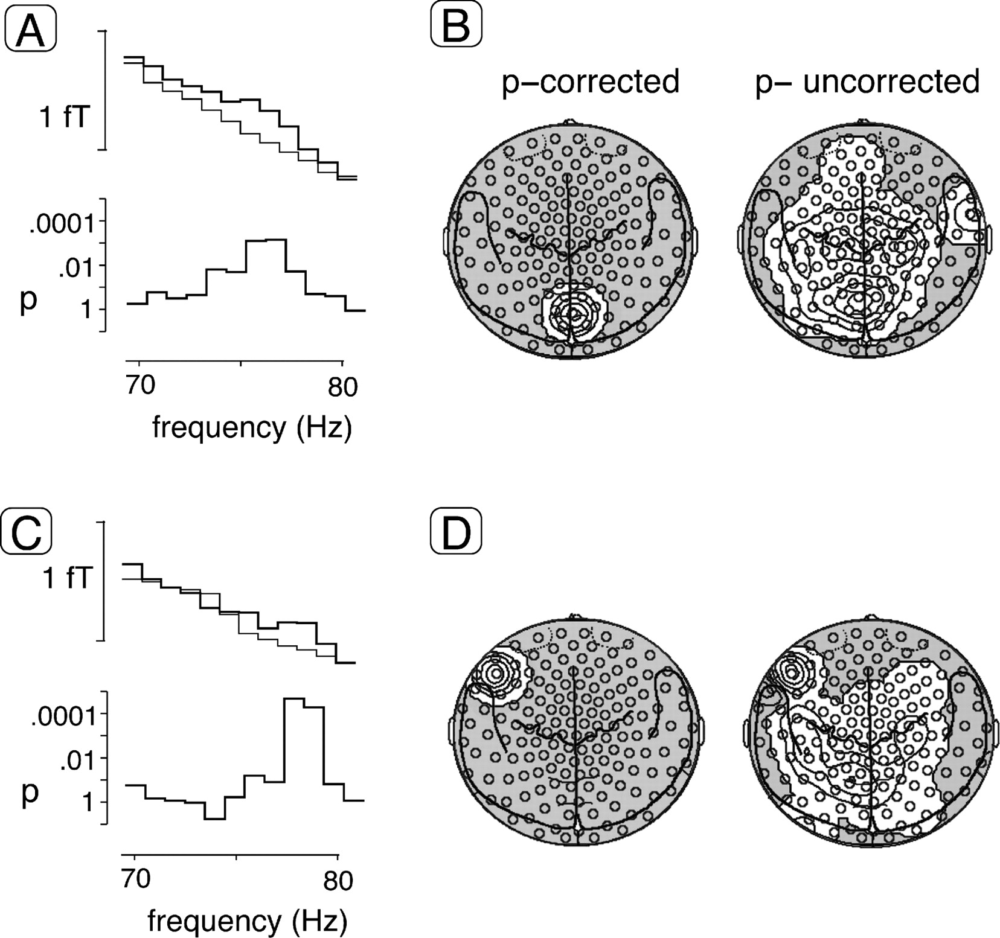 A
1 fT
.0001
.01
p
1
70 80
frequency (Hz)
B
p–corrected p– uncorrected
C
1 fT
.0001
.01
p
1
70 80
frequency (Hz)
D